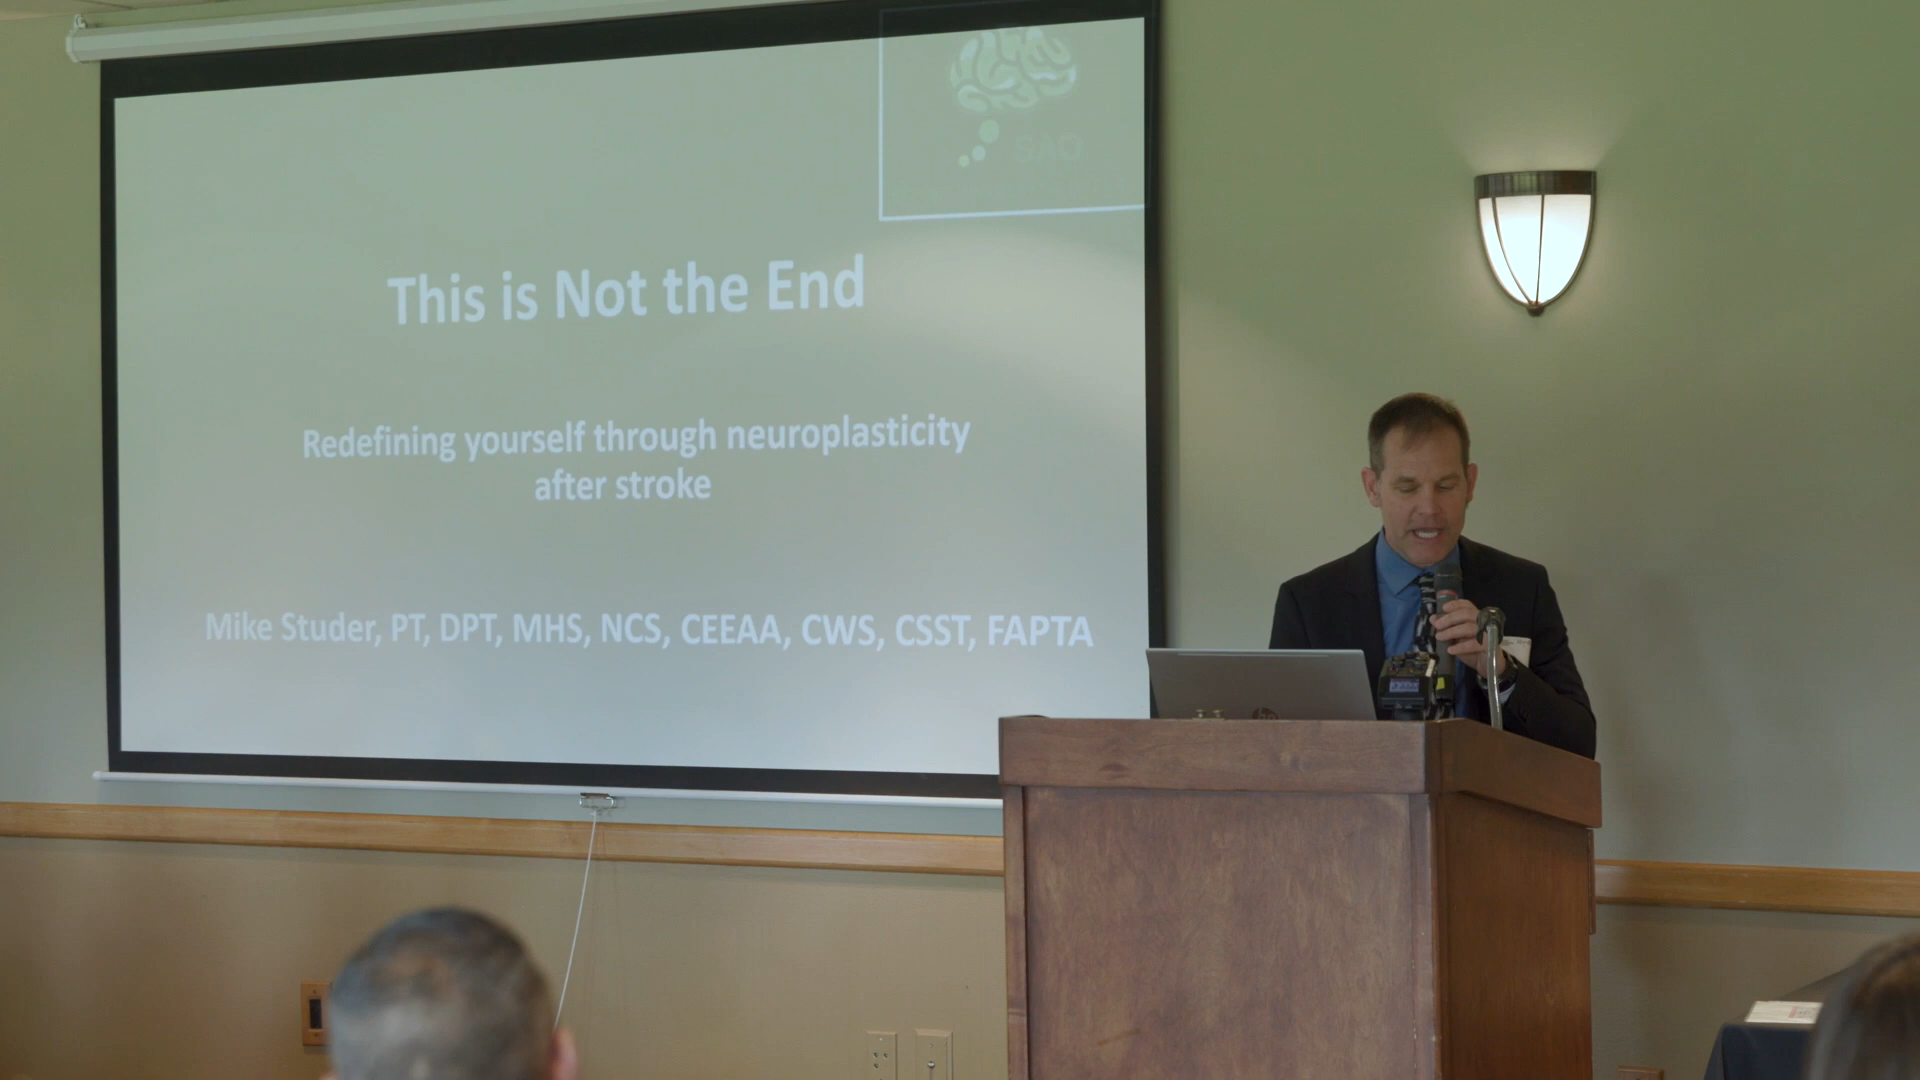 This is Not the End
Redefining yourself through neuroplasticity
after stroke
Mike Studer, PT, DPT, MHS, NCS, CEEAA, CWS, CSST, FAPTA